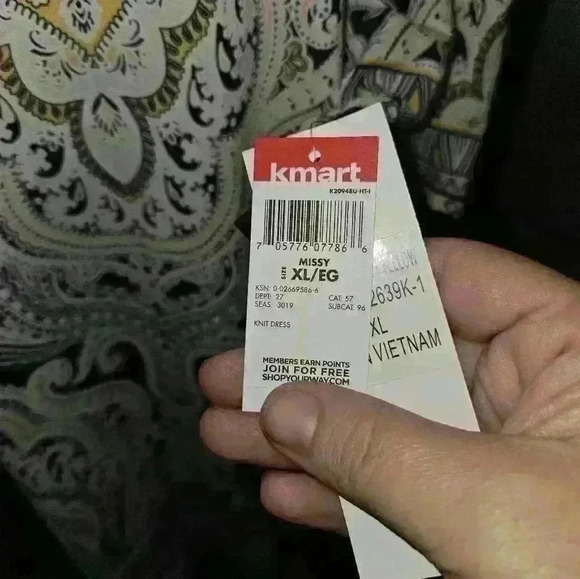 kmart
K20948U-HT-I
7 05776 07786 6
MISSY
SIZE XL/EG
KSN: 0-02669586-6
DEPT: 27 CAT: 57
SEAS: 3019 SUBCAT: 96
KNIT DRESS
MEMBERS EARN POINTS
JOIN FOR FREE
SHOPYOURWAY.COM
2639K-1
XL
VIETNAM